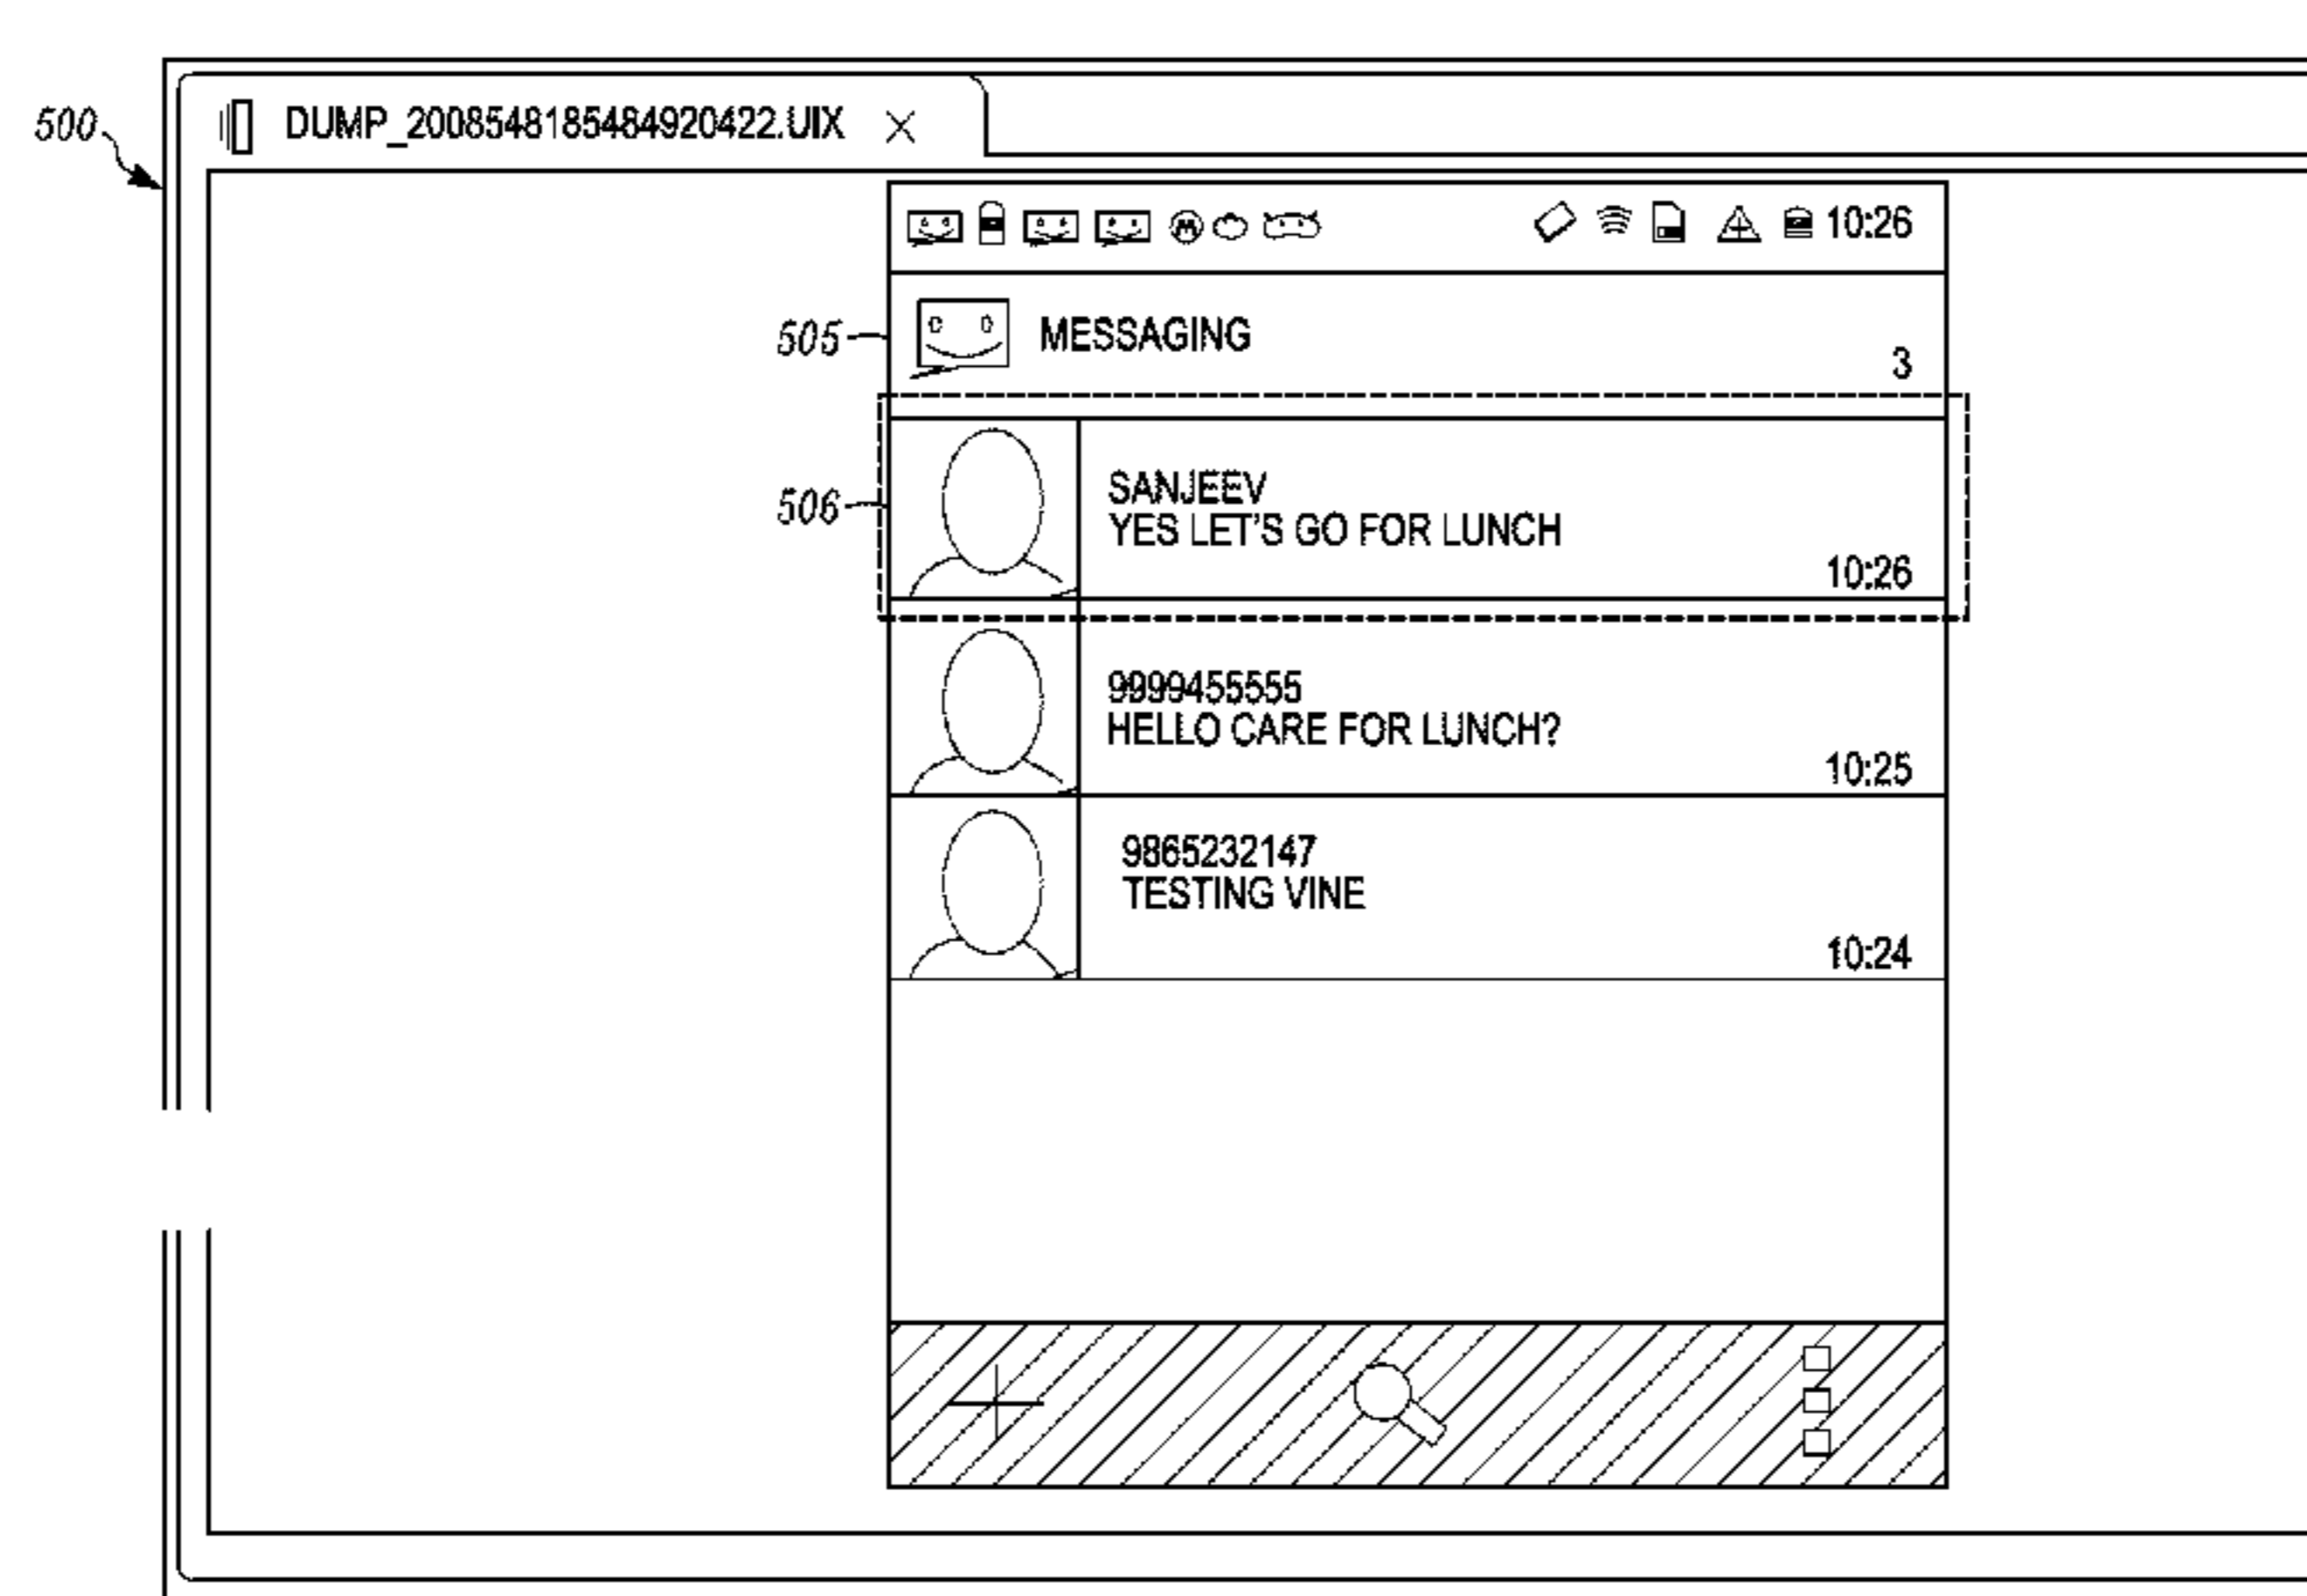 500
DUMP_2008548185484920422.UIX
10:26
505
MESSAGING
3
506
SANJEEV
YES LET'S GO FOR LUNCH
10:26
9999455555
HELLO CARE FOR LUNCH?
10:25
9865232147
TESTING VINE
10:24